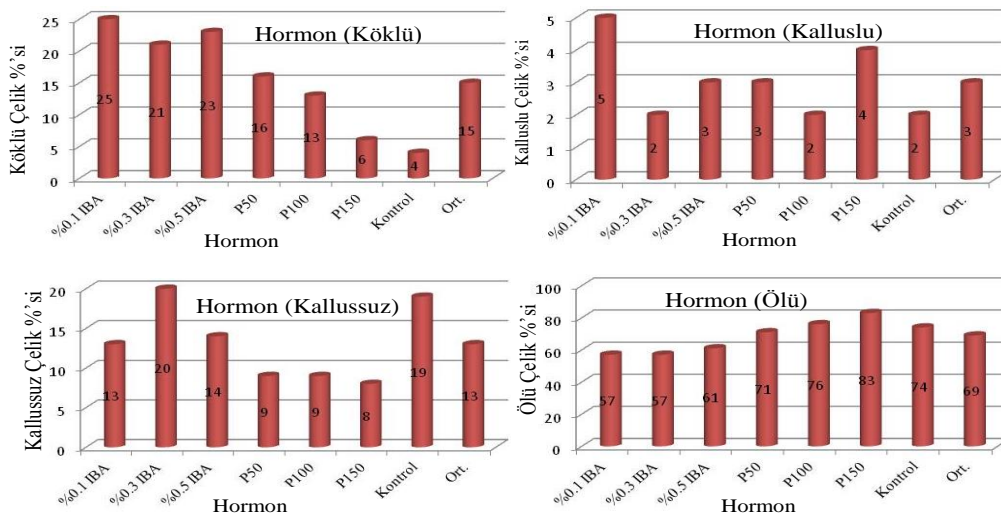 Hormon (Köklü)
Köklü Çelik %'si
25
20
15
10
5
0
25
21
23
16
13
6
4
15
%0.1 IBA
%0.3 IBA
%0.5 IBA
P50
P100
P150
Kontrol
Ort.
Hormon
Hormon (Kalluslu)
Kalluslu Çelik %'si
5
4
3
2
1
0
5
2
3
3
2
4
2
3
%0.1 IBA
%0.3 IBA
%0.5 IBA
P50
P100
P150
Kontrol
Ort.
Hormon
Hormon (Kallussuz)
Kallussuz Çelik %'si
20
15
10
5
0
13
20
14
9
9
8
19
13
%0.1 IBA
%0.3 IBA
%0.5 IBA
P50
P100
P150
Kontrol
Ort.
Hormon
Hormon (Ölü)
Ölü Çelik %'si
100
80
60
40
20
0
57
57
61
71
76
83
74
69
%0.1 IBA
%0.3 IBA
%0.5 IBA
P50
P100
P150
Kontrol
Ort.
Hormon